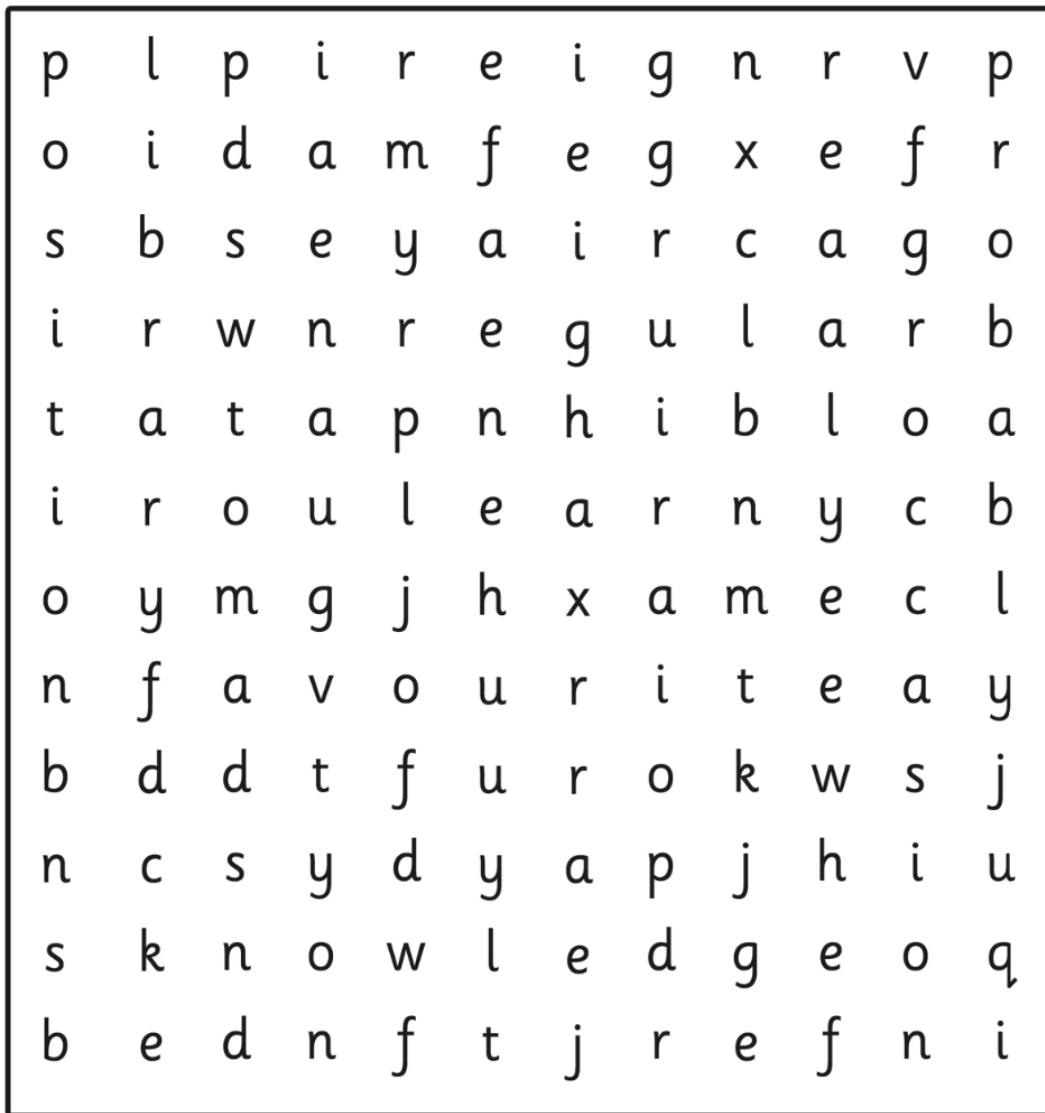 p l p i r e i g n r v p
o i d a m f e g x e f r
s b s e y a i r c a g o
i r w n r e g u l a r b
t a t a p n h i b l o a
i r o u l e a r n y c b
o y m g j h x a m e c l
n f a v o u r i t e a y
b d d t f u r o k w s j
n c s y d y a p j h i u
s k n o w l e d g e o q
b e d n f t j r e f n i